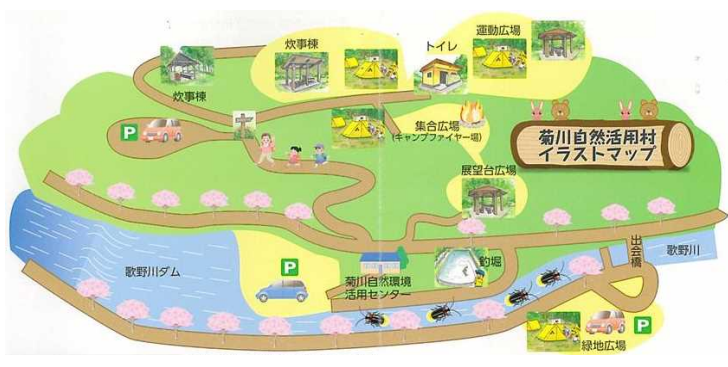 炊事棟
トイレ
運動広場
炊事棟
P
集合広場
(キャンプファイヤー場)
菊川自然活用村
イラストマップ
展望台広場
歌野川ダム
P
菊川自然環境
活用センター
釣堀
出会橋
歌野川
P
緑地広場